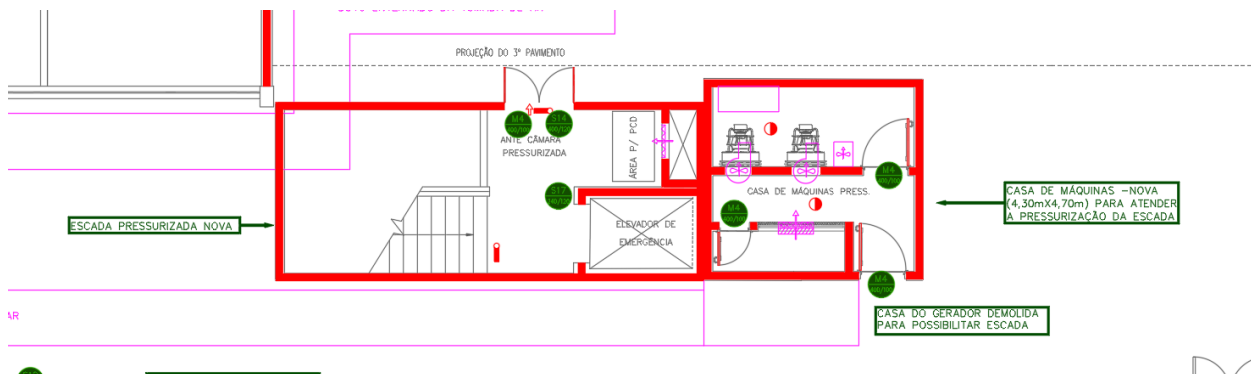 PROJEÇÃO DO 3º PAVIMENTO
M4
S14
ANTE CÂMARA
PRESSURIZADA
ÁREA P/ PCD
M4
CASA DE MÁQUINAS PRESS.
S17
M4
ELEVADOR DE
EMERGÊNCIA
ESCADA PRESSURIZADA NOVA
CASA DE MÁQUINAS -NOVA
(4,30mX4,70m) PARA ATENDER
A PRESSURIZAÇÃO DA ESCADA
M4
CASA DO GERADOR DEMOLIDA
PARA POSSIBILITAR ESCADA
AR